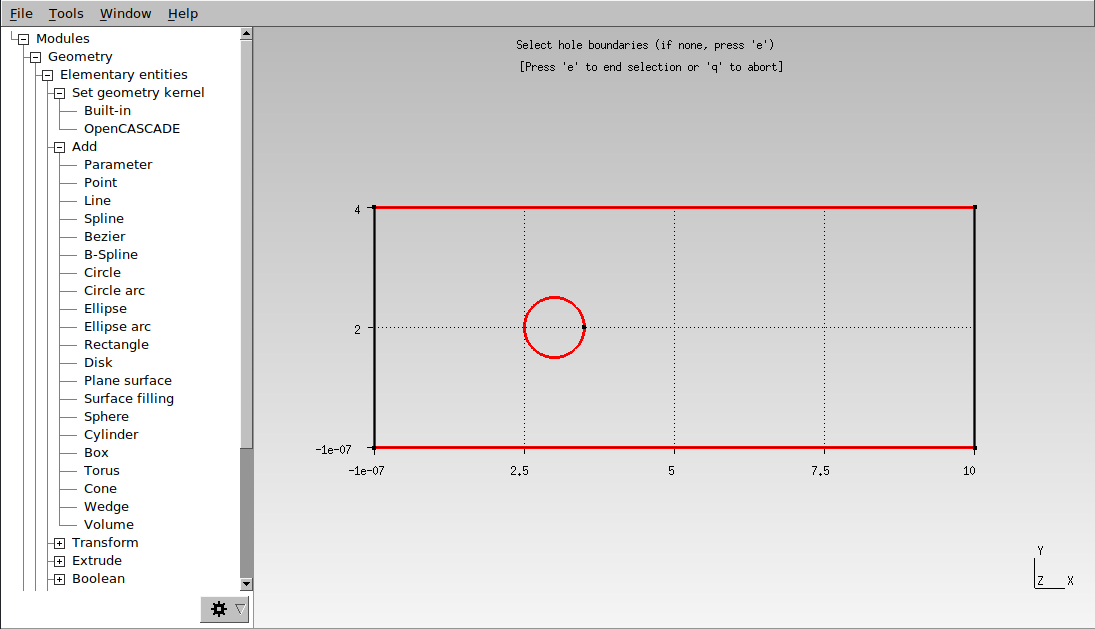 File Tools Window Help
Modules
Geometry
Elementary entities
Set geometry kernel
Built-in
OpenCASCADE
Add
Parameter
Point
Line
Spline
Bezier
B-Spline
Circle
Circle arc
Ellipse
Ellipse arc
Rectangle
Disk
Plane surface
Surface filling
Sphere
Cylinder
Box
Torus
Cone
Wedge
Volume
Transform
Extrude
Boolean
Select hole boundaries (if none, press 'e')
[Press 'e' to end selection or 'q' to abort]
4
2
-1e-07
-1e-07 2.5 5 7.5 10
Y
Z X